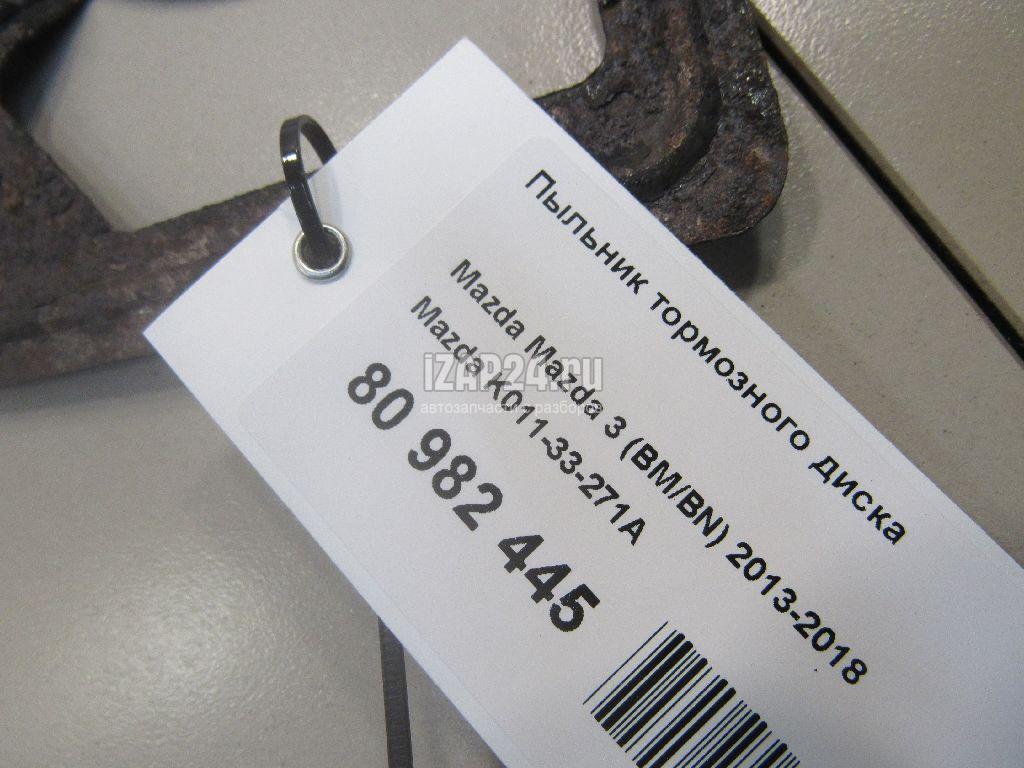 Пыльник тормозного диска
Mazda Mazda 3 (BM/BN) 2013-2018
Mazda K011-33-271A
80 982 445
iZAP24.ru
автозапчасти с разборов